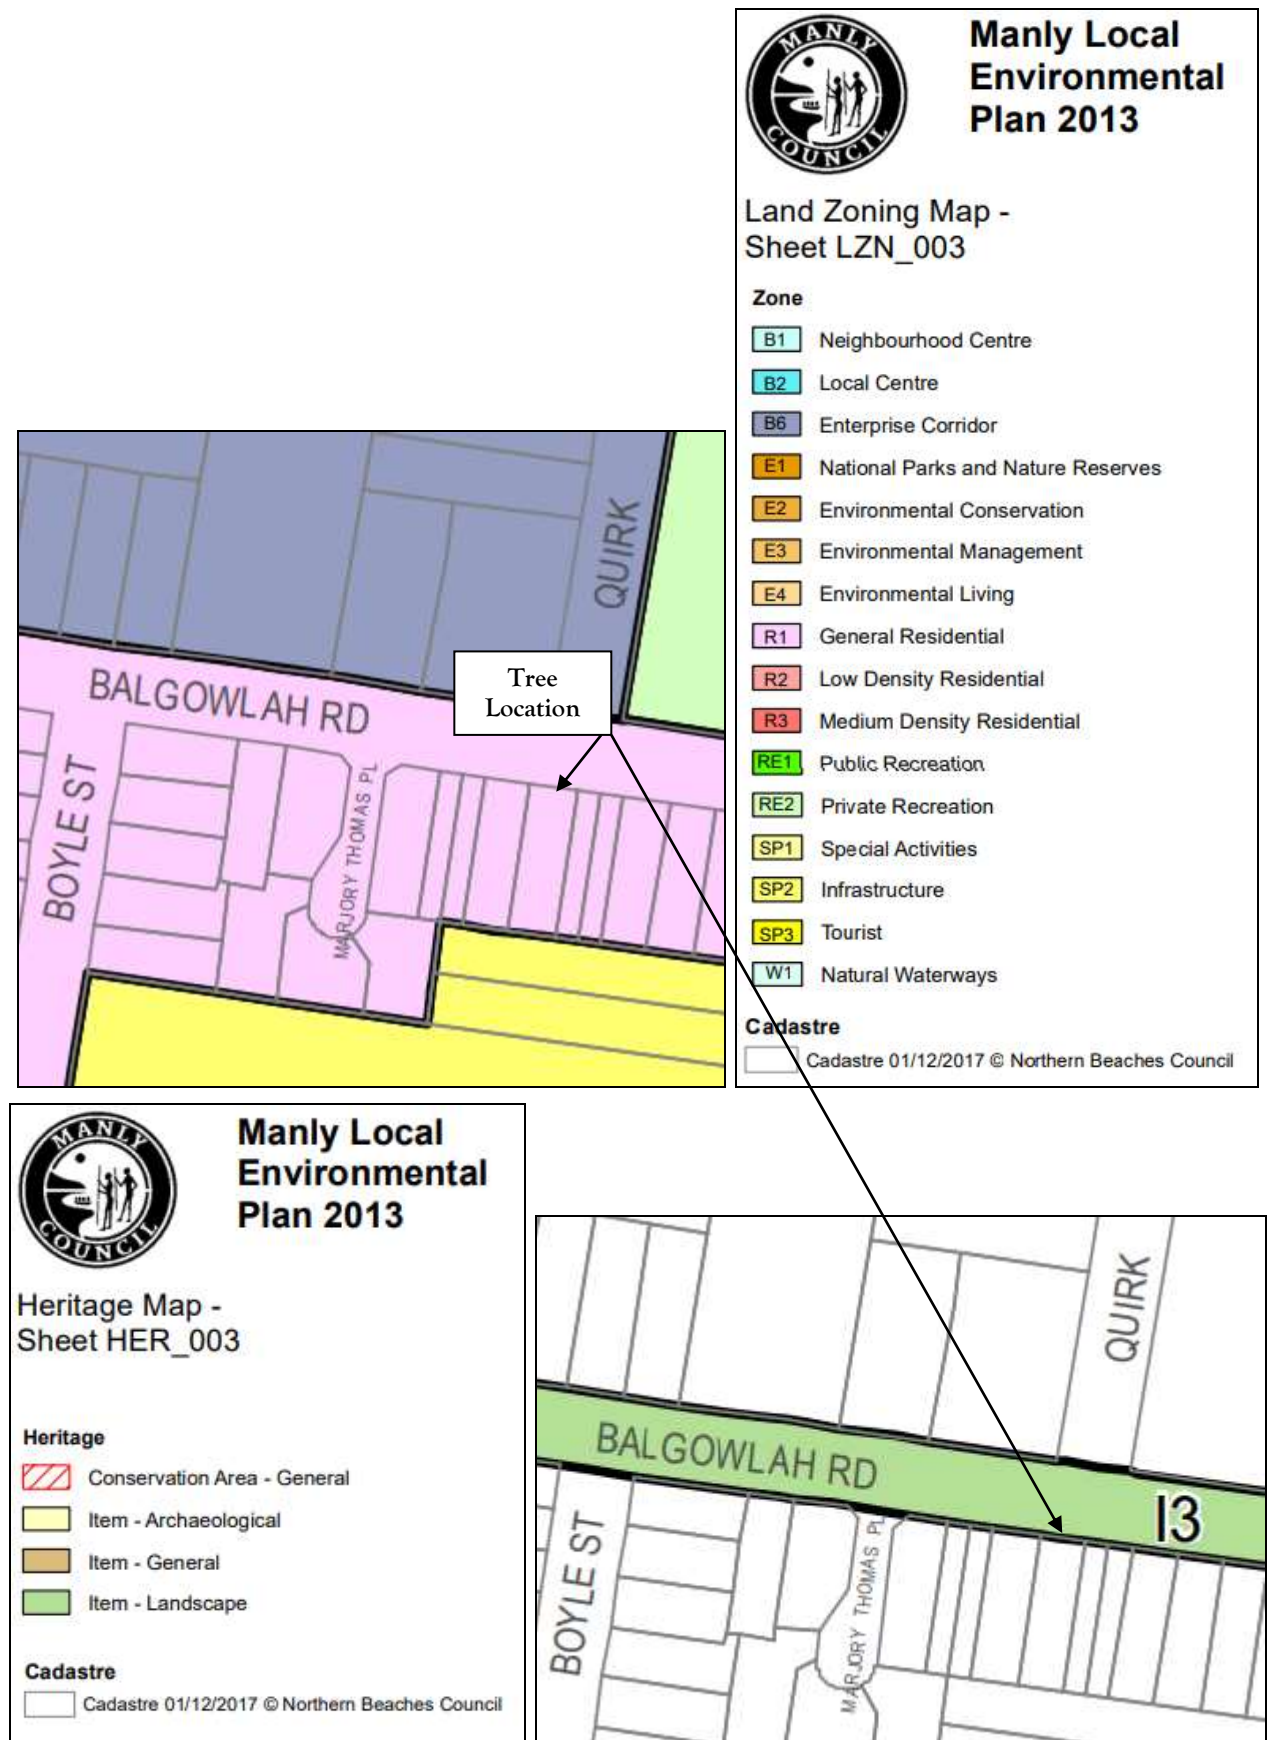 MANLY
COUNCIL
Manly Local
Environmental
Plan 2013
Land Zoning Map -
Sheet LZN_003
Zone
B1 Neighbourhood Centre
B2 Local Centre
B6 Enterprise Corridor
E1 National Parks and Nature Reserves
E2 Environmental Conservation
E3 Environmental Management
E4 Environmental Living
R1 General Residential
R2 Low Density Residential
R3 Medium Density Residential
RE1 Public Recreation
RE2 Private Recreation
SP1 Special Activities
SP2 Infrastructure
SP3 Tourist
W1 Natural Waterways
Cadastre
Cadastre 01/12/2017 © Northern Beaches Council
QUIRK
Tree
Location
BALGOWLAH RD
BOYLE ST
MARJORY THOMAS PL
MANLY
COUNCIL
Manly Local
Environmental
Plan 2013
Heritage Map -
Sheet HER_003
Heritage
Conservation Area - General
Item - Archaeological
Item - General
Item - Landscape
Cadastre
Cadastre 01/12/2017 © Northern Beaches Council
QUIRK
BALGOWLAH RD
I3
BOYLE ST
MARJORY THOMAS PL